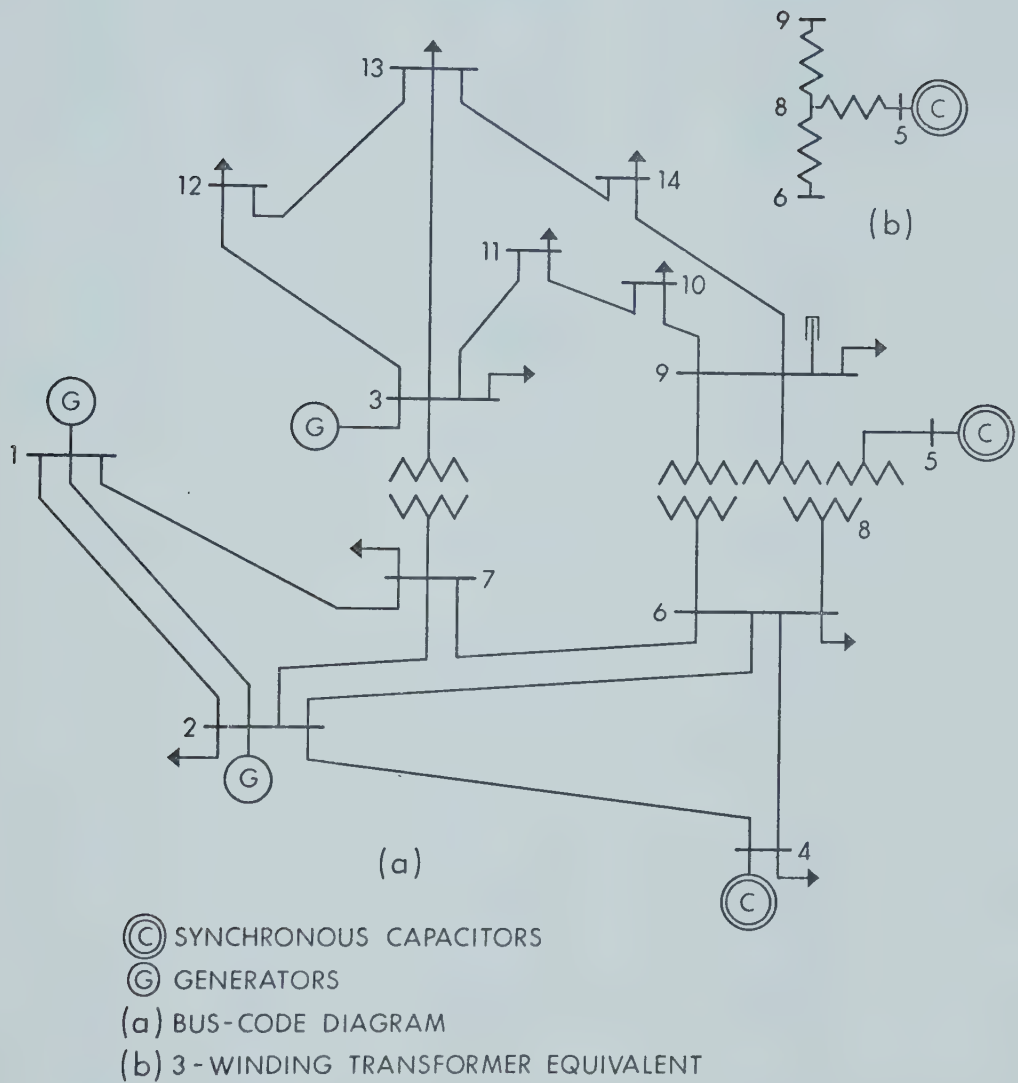 9
13
8
C
5
12
14
6
(b)
11
10
G
9
3
G
1
C
5
8
7
6
2
G
(a)
4
C
C SYNCHRONOUS CAPACITORS
G GENERATORS
(a) BUS-CODE DIAGRAM
(b) 3-WINDING TRANSFORMER EQUIVALENT